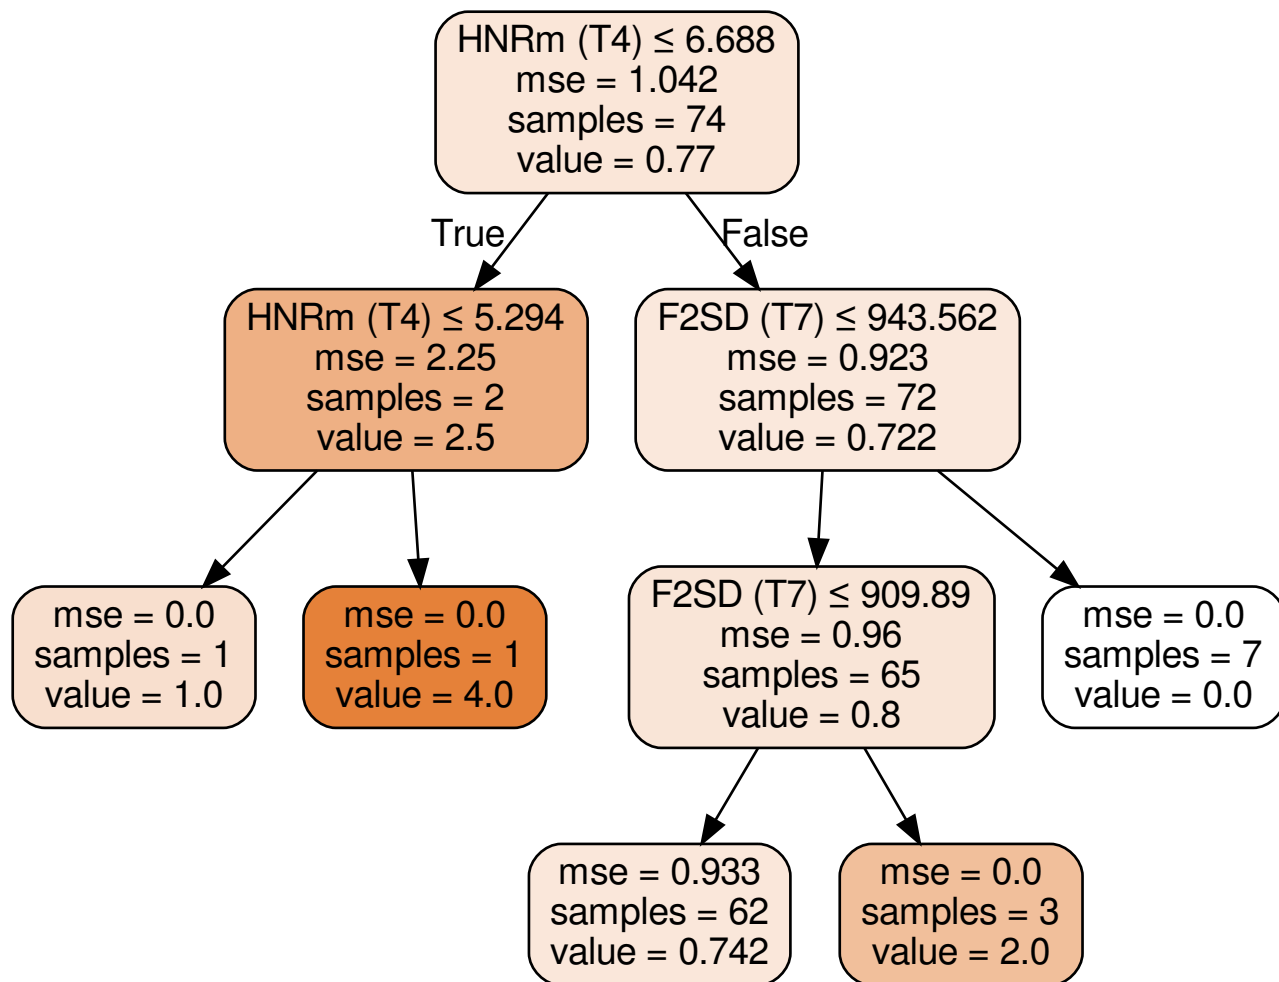 HNRm (T4) ≤ 6.688
mse = 1.042
samples = 74
value = 0.77
True
False
HNRm (T4) ≤ 5.294
mse = 2.25
samples = 2
value = 2.5
F2SD (T7) ≤ 943.562
mse = 0.923
samples = 72
value = 0.722
mse = 0.0
samples = 1
value = 1.0
mse = 0.0
samples = 1
value = 4.0
F2SD (T7) ≤ 909.89
mse = 0.96
samples = 65
value = 0.8
mse = 0.0
samples = 7
value = 0.0
mse = 0.933
samples = 62
value = 0.742
mse = 0.0
samples = 3
value = 2.0